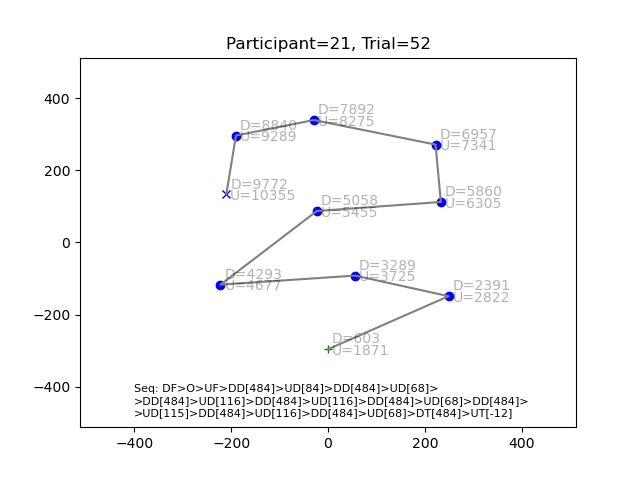 Participant=21, Trial=52
400
200
0
−200
−400
D=7892
U=8275
D=8840
U=9289
D=6957
U=7341
D=9772
U=10355
D=5860
U=6305
D=5058
U=5455
D=3289
U=3725
D=4293
U=4677
D=2391
U=2822
D=603
U=1871
Seq: DF>O>UF>DD[484]>UD[84]>DD[484]>UD[68]>
>DD[484]>UD[116]>DD[484]>UD[116]>DD[484]>UD[68]>DD[484]>
>UD[115]>DD[484]>UD[116]>DD[484]>UD[68]>DT[484]>UT[-12]
−400 −200 0 200 400